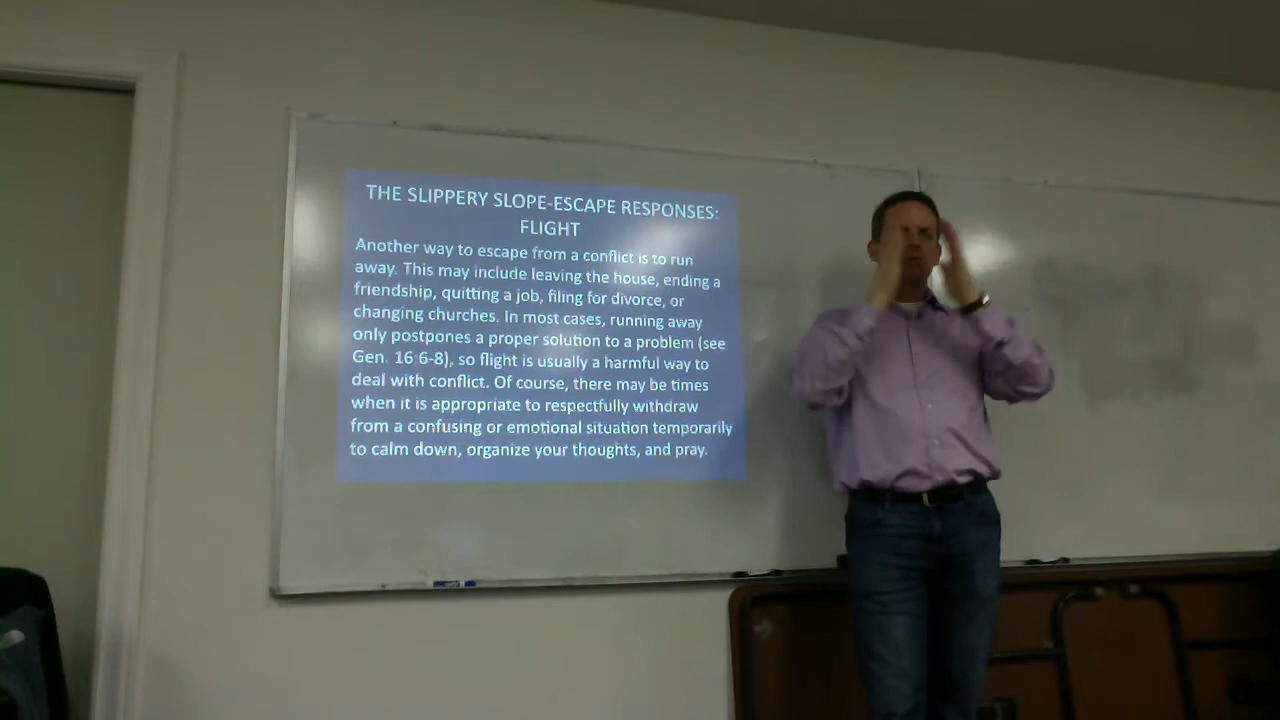 THE SLIPPERY SLOPE-ESCAPE RESPONSES:
FLIGHT
Another way to escape from a conflict is to run
away. This may include leaving the house, ending a
friendship, quitting a job, filing for divorce, or
changing churches. In most cases, running away
only postpones a proper solution to a problem (see
Gen. 16:6-8), so flight is usually a harmful way to
deal with conflict. Of course, there may be times
when it is appropriate to respectfully withdraw
from a confusing or emotional situation temporarily
to calm down, organize your thoughts, and pray.